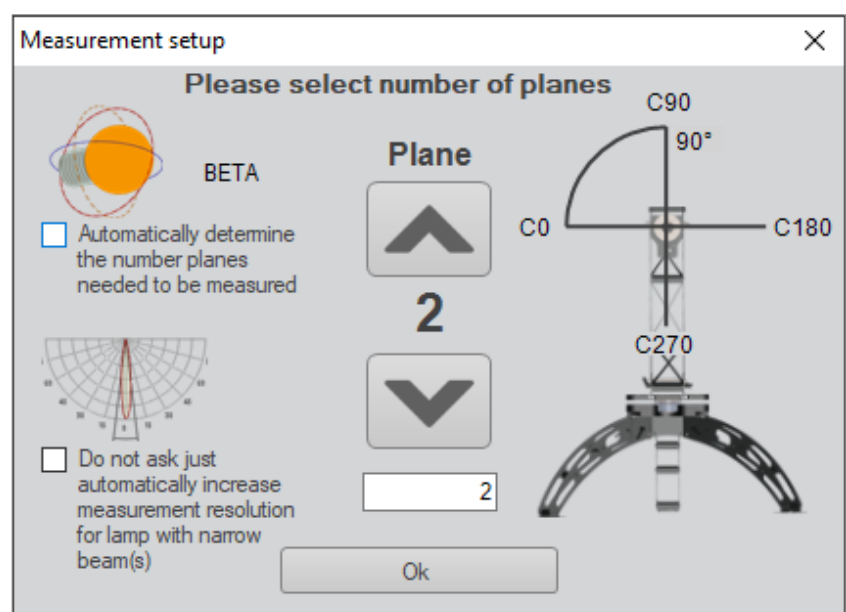 Measurement setup
Please select number of planes
BETA
Automatically determine
the number planes
needed to be measured
Do not ask just
automatically increase
measurement resolution
for lamp with narrow
beam(s)
Plane
2
2
Ok
C90
90°
C0
C180
C270